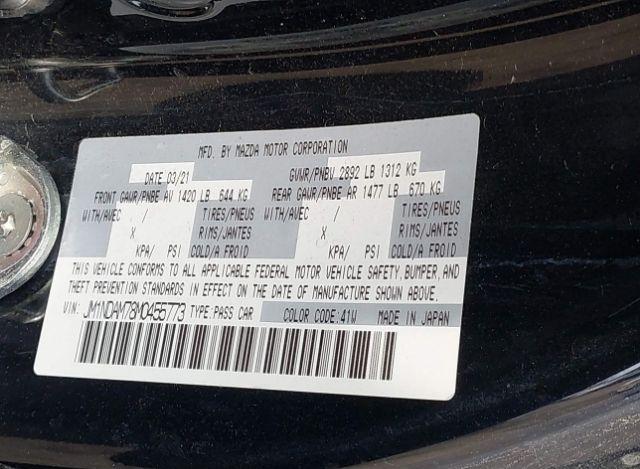 MFD. BY MAZDA MOTOR CORPORATION
DATE 03/21 GVWR/PNBV 2892 LB 1312 KG
FRONT GAWR/PNBE AV 1420 LB 644 KG REAR GAWR/PNBE AR 1477 LB 670 KG
WITH/AVEC / TIRES/PNEUS WITH/AVEC / TIRES/PNEUS
X RIMS/JANTES X RIMS/JANTES
KPA/ PSI COLD/A FROID KPA/ PSI COLD/A FROID
THIS VEHICLE CONFORMS TO ALL APPLICABLE FEDERAL MOTOR VEHICLE SAFETY, BUMPER, AND
THEFT PREVENTION STANDARDS IN EFFECT ON THE DATE OF MANUFACTURE SHOWN ABOVE.
VIN: JM1NDAM78M0455773 TYPE:PASS CAR COLOR CODE:41W MADE IN JAPAN